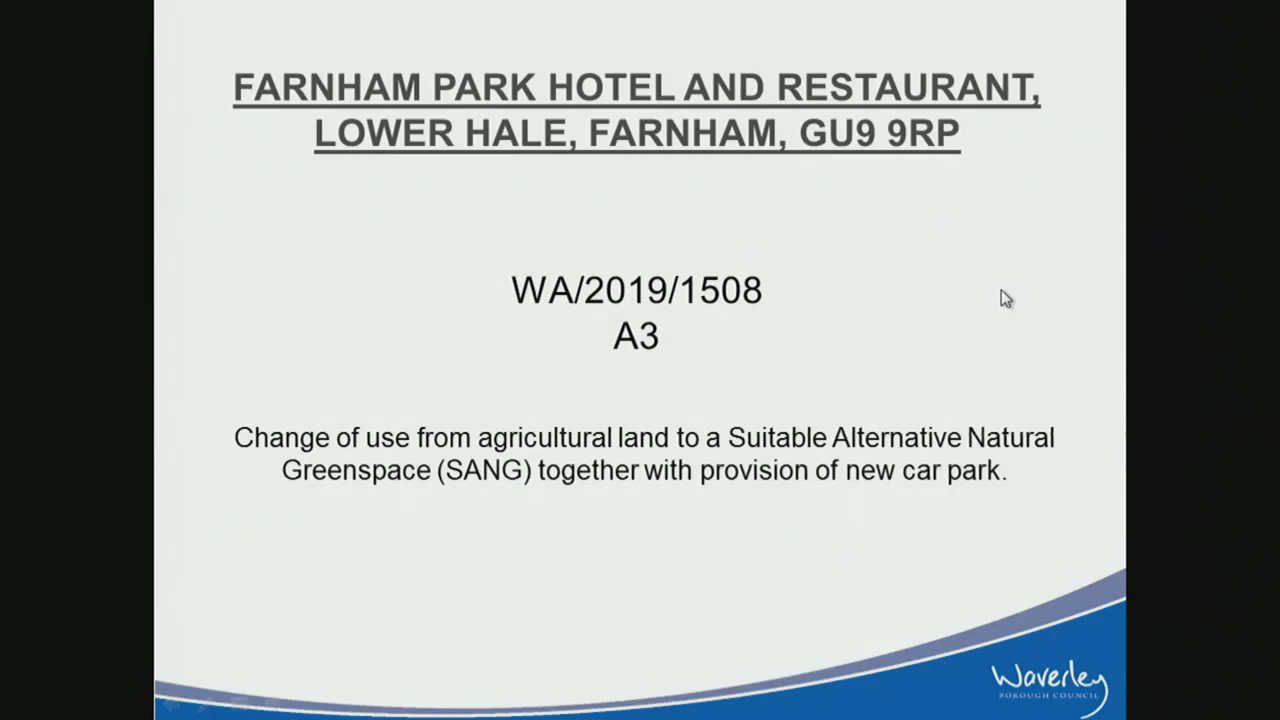 FARNHAM PARK HOTEL AND RESTAURANT,
LOWER HALE, FARNHAM, GU9 9RP
WA/2019/1508
A3
Change of use from agricultural land to a Suitable Alternative Natural
Greenspace (SANG) together with provision of new car park.
Waverley
BOROUGH COUNCIL